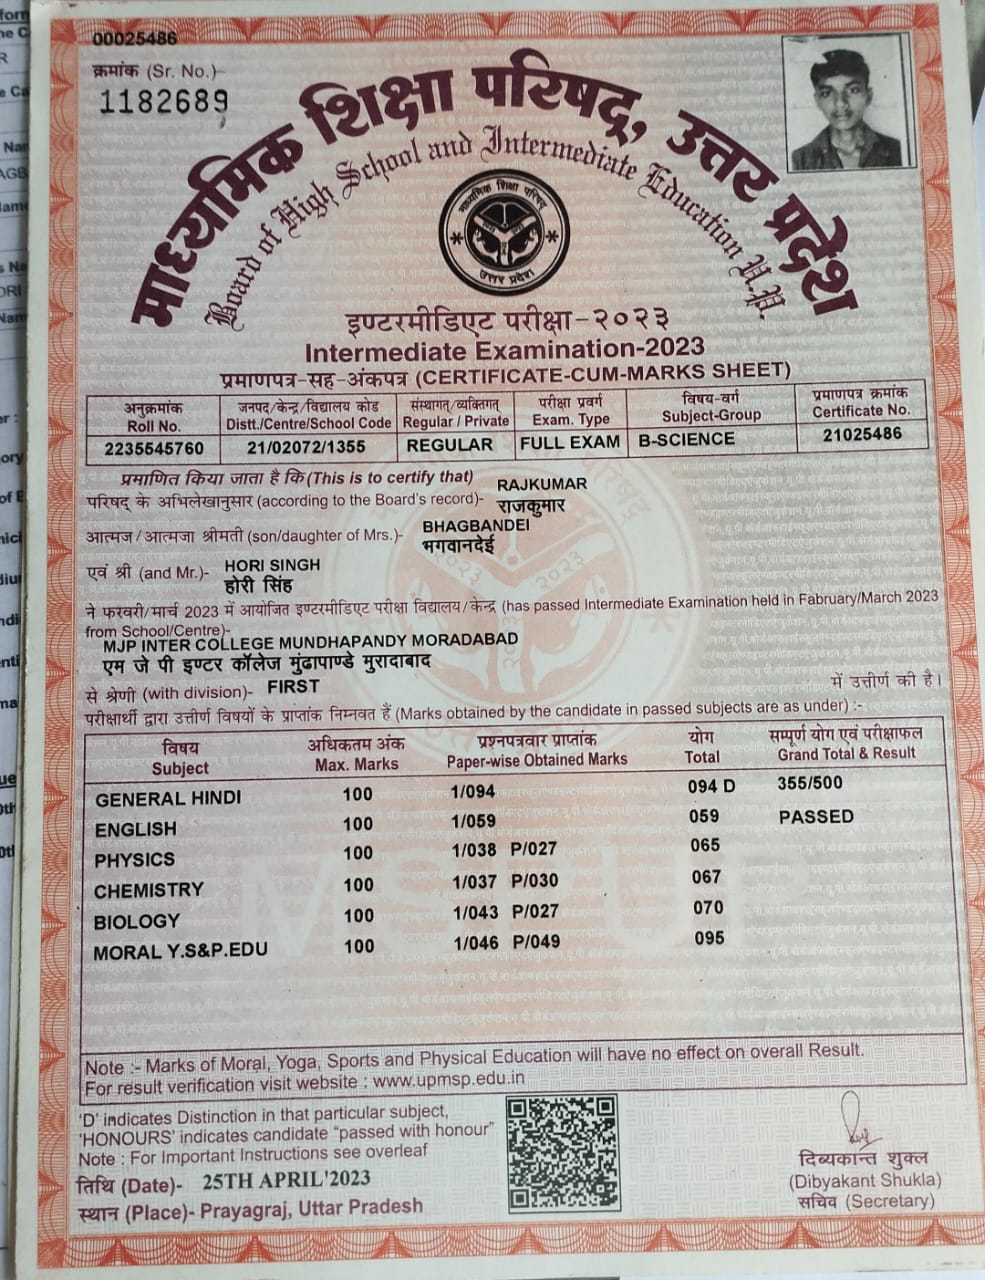 00025486
क्रमांक (Sr. No.)-
1182689
माध्यमिक शिक्षा परिषद्, उत्तर प्रदेश
Board of High School and Intermediate Education U.P.
माध्यमिक शिक्षा परिषद्
उत्तर प्रदेश
इण्टरमीडिएट परीक्षा-२०२३
Intermediate Examination-2023
प्रमाणपत्र-सह-अंकपत्र (CERTIFICATE-CUM-MARKS SHEET)
अनुक्रमांक जनपद/केन्द्र/विद्यालय कोड संस्थागत्/व्यक्तिगत् परीक्षा प्रवर्ग विषय-वर्ग प्रमाणपत्र क्रमांक
Roll No. Distt./Centre/School Code Regular / Private Exam. Type Subject-Group Certificate No.
2235545760 21/02072/1355 REGULAR FULL EXAM B-SCIENCE 21025486
प्रमाणित किया जाता है कि (This is to certify that) RAJKUMAR
परिषद् के अभिलेखानुसार (according to the Board's record)- राजकुमार
BHAGBANDEI
आत्मज/आत्मजा श्रीमती (son/daughter of Mrs.)- भगवानदेई
एवं श्री (and Mr.)- HORI SINGH
होरी सिंह
ने फरवरी/मार्च 2023 में आयोजित इण्टरमीडिएट परीक्षा विद्यालय/केन्द्र (has passed Intermediate Examination held in Fabruary/March 2023
from School/Centre)-
MJP INTER COLLEGE MUNDHAPANDY MORADABAD
एम जे पी इण्टर कॉलेज मुंढापाण्डे मुरादाबाद
से श्रेणी (with division)- FIRST में उत्तीर्ण की है।
परीक्षार्थी द्वारा उत्तीर्ण विषयों के प्राप्तांक निम्नवत हैं (Marks obtained by the candidate in passed subjects are as under) :-
विषय अधिकतम अंक प्रश्नपत्रवार प्राप्तांक योग सम्पूर्ण योग एवं परीक्षाफल
Subject Max. Marks Paper-wise Obtained Marks Total Grand Total & Result
GENERAL HINDI 100 1/094 094 D 355/500
ENGLISH 100 1/059 059 PASSED
PHYSICS 100 1/038 P/027 065
CHEMISTRY 100 1/037 P/030 067
BIOLOGY 100 1/043 P/027 070
MORAL Y.S&P.EDU 100 1/046 P/049 095
MSPUP
Note :- Marks of Moral, Yoga, Sports and Physical Education will have no effect on overall Result.
For result verification visit website : www.upmsp.edu.in
'D' indicates Distinction in that particular subject,
'HONOURS' indicates candidate "passed with honour"
Note : For Important Instructions see overleaf
तिथि (Date)- 25TH APRIL'2023
स्थान (Place)- Prayagraj, Uttar Pradesh
दिब्यकान्त शुक्ल
(Dibyakant Shukla)
सचिव (Secretary)